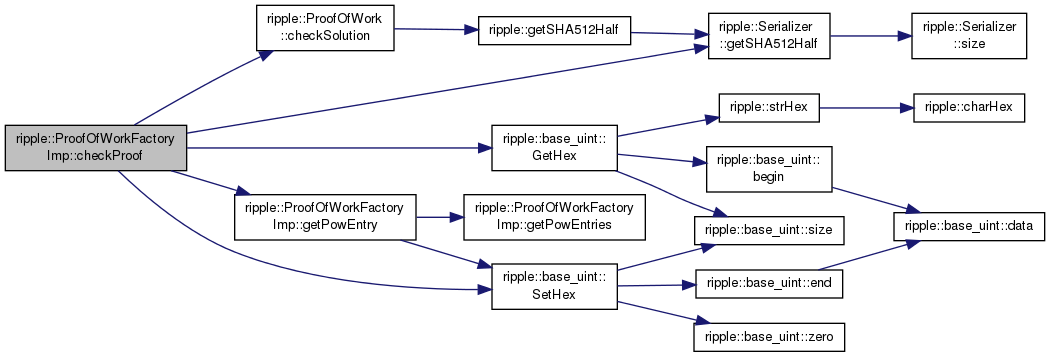 ripple::ProofOfWorkFactory
Imp::checkProof
ripple::ProofOfWork
::checkSolution
ripple::getSHA512Half
ripple::Serializer
::getSHA512Half
ripple::Serializer
::size
ripple::base_uint::
GetHex
ripple::strHex
ripple::charHex
ripple::base_uint::
begin
ripple::base_uint::size
ripple::base_uint::data
ripple::ProofOfWorkFactory
Imp::getPowEntry
ripple::ProofOfWorkFactory
Imp::getPowEntries
ripple::base_uint::
SetHex
ripple::base_uint::end
ripple::base_uint::zero